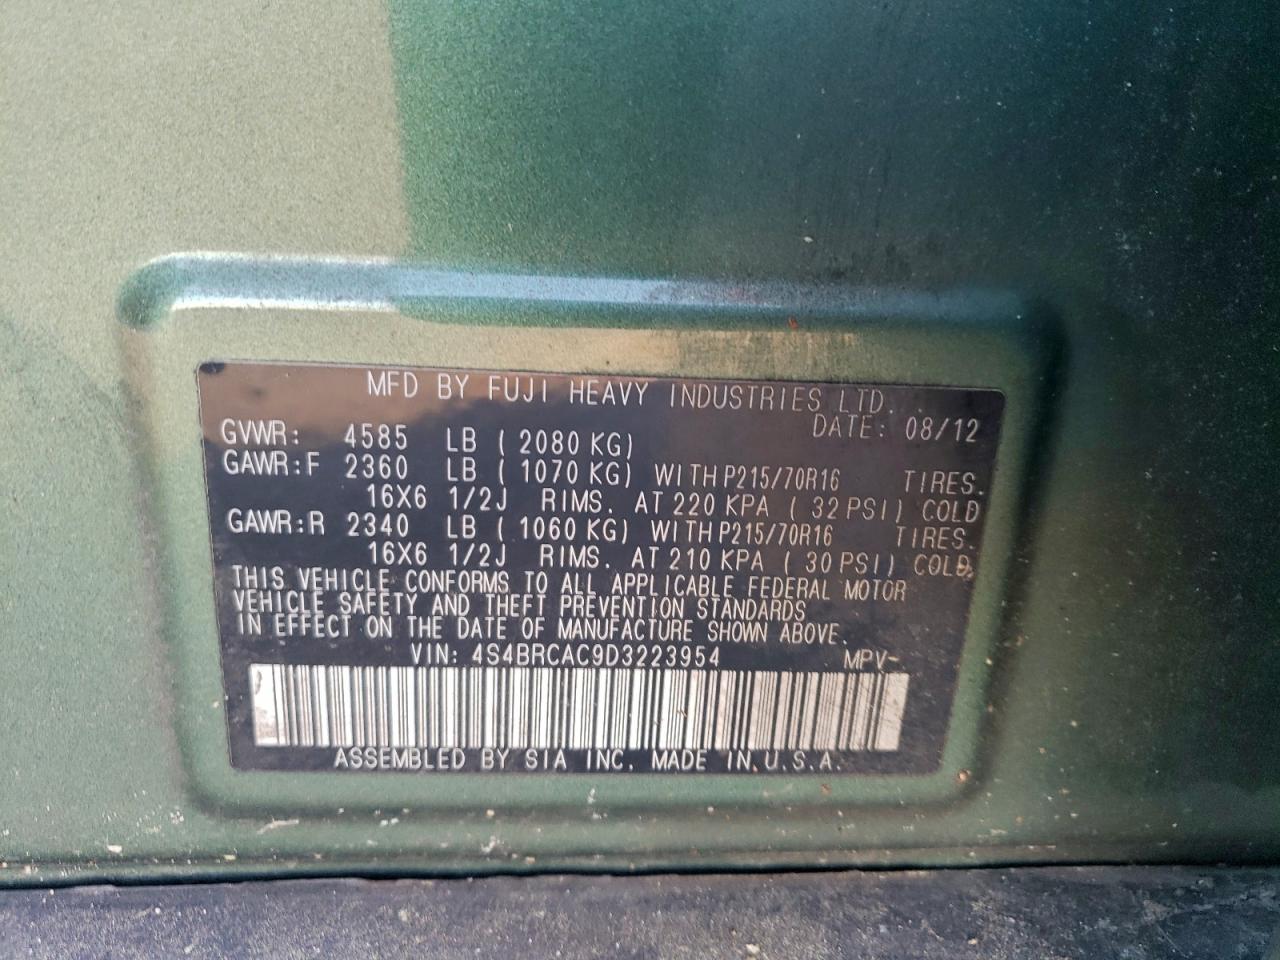 MFD BY FUJI HEAVY INDUSTRIES LTD.
DATE: 08/12
GVWR: 4585 LB (2080 KG)
GAWR:F 2360 LB (1070 KG) WITH P215/70R16 TIRES.
16X6 1/2J RIMS. AT 220 KPA (32 PSI) COLD
GAWR:R 2340 LB (1060 KG) WITH P215/70R16 TIRES.
16X6 1/2J RIMS. AT 210 KPA (30 PSI) COLD.
THIS VEHICLE CONFORMS TO ALL APPLICABLE FEDERAL MOTOR
VEHICLE SAFETY AND THEFT PREVENTION STANDARDS
IN EFFECT ON THE DATE OF MANUFACTURE SHOWN ABOVE.
VIN: 4S4BRCAC9D3223954 MPV-
ASSEMBLED BY SIA INC. MADE IN U.S.A.